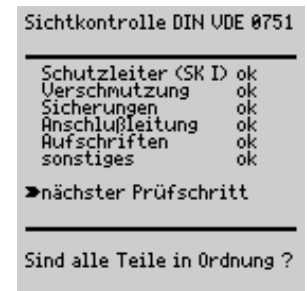 Sichtkontrolle DIN VDE 0751
Schutzleiter (SK I) ok
Verschmutzung ok
Sicherungen ok
Anschlußleitung ok
Aufschriften ok
sonstiges ok
➤nächster Prüfschritt
Sind alle Teile in Ordnung ?